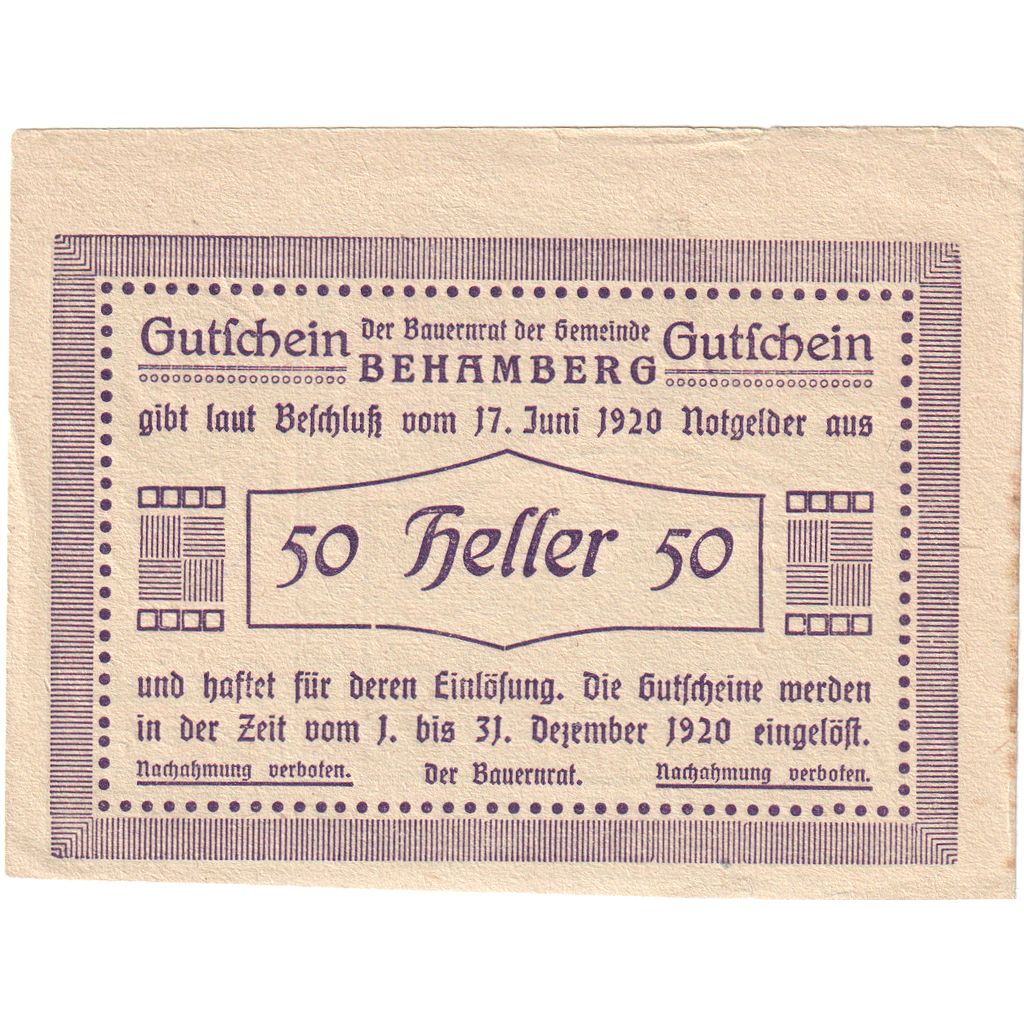 Gutschein der Bauernrat der Gemeinde Gutschein
BEHAMBERG
gibt laut Beschluß vom 17. Juni 1920 Notgelder aus
50 Heller 50
und haftet für deren Einlösung. Die Gutscheine werden
in der Zeit vom 1. bis 31. Dezember 1920 eingelöst.
Nachahmung verboten. Der Bauernrat. Nachahmung verboten.